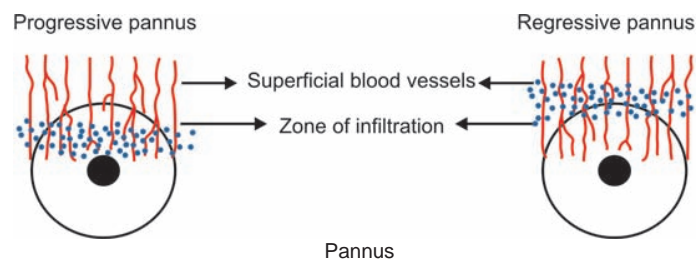 Progressive pannus
Regressive pannus
Superficial blood vessels
Zone of infiltration
Pannus